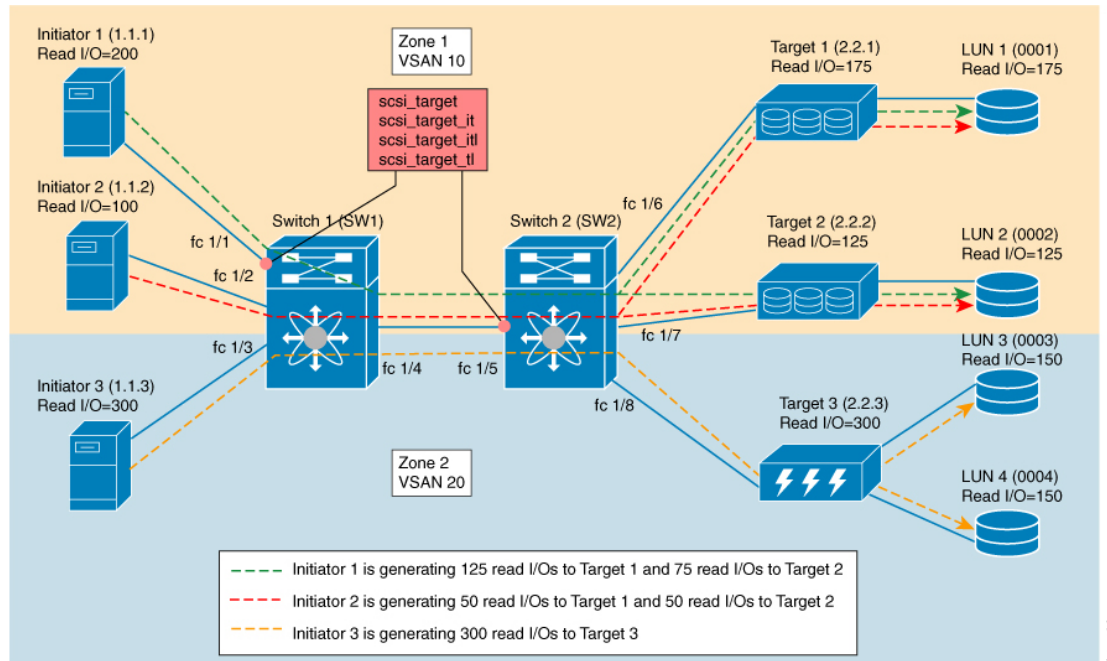 Initiator 1 (1.1.1)
Read I/O=200
Zone 1
VSAN 10
Target 1 (2.2.1)
Read I/O=175
LUN 1 (0001)
Read I/O=175
scsi_target
scsi_target_it
scsi_target_itl
scsi_target_tl
Initiator 2 (1.1.2)
Read I/O=100
fc 1/1
fc 1/2
Switch 1 (SW1)
Switch 2 (SW2)
fc 1/6
Target 2 (2.2.2)
Read I/O=125
LUN 2 (0002)
Read I/O=125
fc 1/3
fc 1/4
fc 1/5
fc 1/7
fc 1/8
Initiator 3 (1.1.3)
Read I/O=300
LUN 3 (0003)
Read I/O=150
Target 3 (2.2.3)
Read I/O=300
Zone 2
VSAN 20
LUN 4 (0004)
Read I/O=150
Initiator 1 is generating 125 read I/Os to Target 1 and 75 read I/Os to Target 2
Initiator 2 is generating 50 read I/Os to Target 1 and 50 read I/Os to Target 2
Initiator 3 is generating 300 read I/Os to Target 3